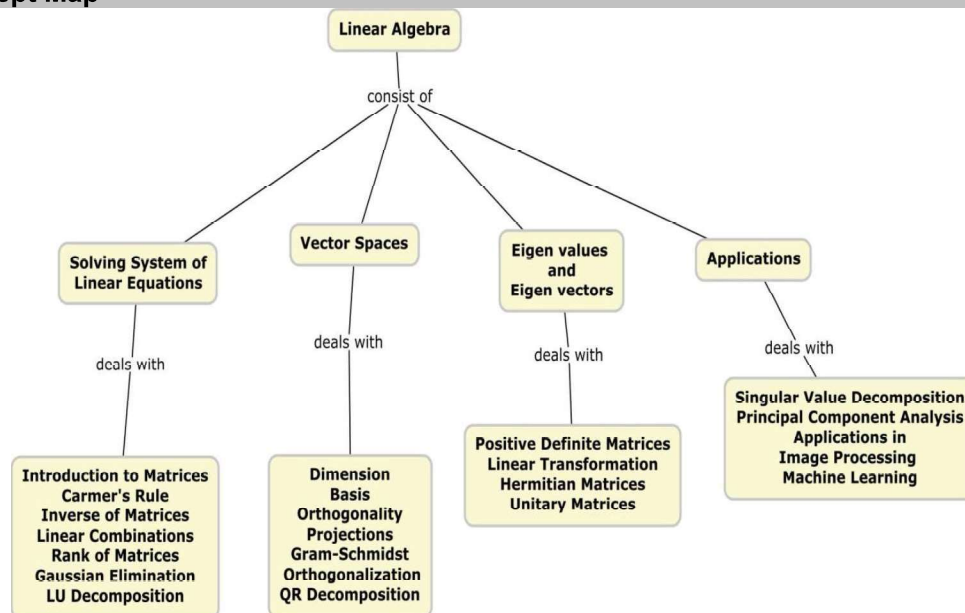 Linear Algebra
consist of
Solving System of
Linear Equations
Vector Spaces
Eigen values
and
Eigen vectors
Applications
deals with
deals with
deals with
deals with
Introduction to Matrices
Carmer's Rule
Inverse of Matrices
Linear Combinations
Rank of Matrices
Gaussian Elimination
LU Decomposition
Dimension
Basis
Orthogonality
Projections
Gram-Schmidst
Orthogonalization
QR Decomposition
Positive Definite Matrices
Linear Transformation
Hermitian Matrices
Unitary Matrices
Singular Value Decomposition
Principal Component Analysis
Applications in
Image Processing
Machine Learning